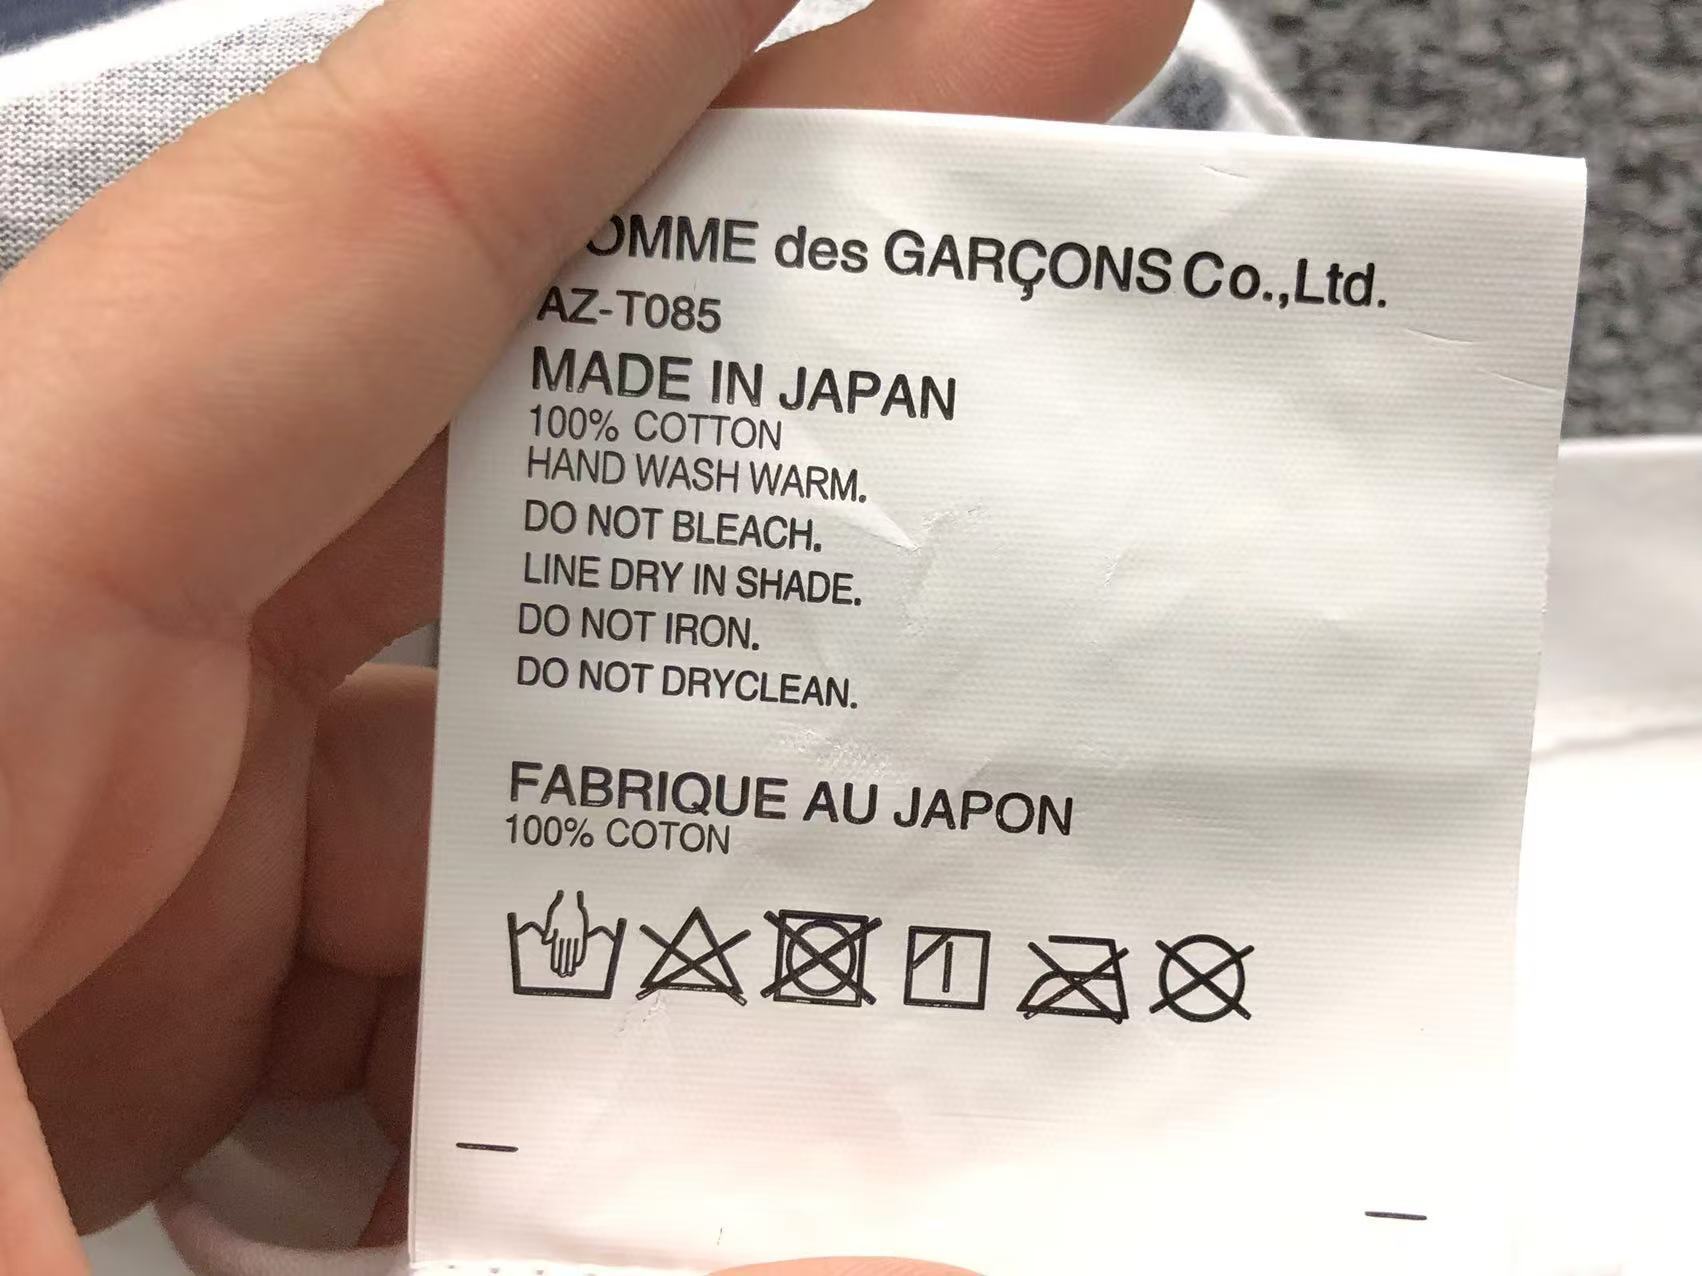 OMME des GARÇONS Co.,Ltd.
AZ-T085
MADE IN JAPAN
100% COTTON
HAND WASH WARM.
DO NOT BLEACH.
LINE DRY IN SHADE.
DO NOT IRON.
DO NOT DRYCLEAN.
FABRIQUE AU JAPON
100% COTON